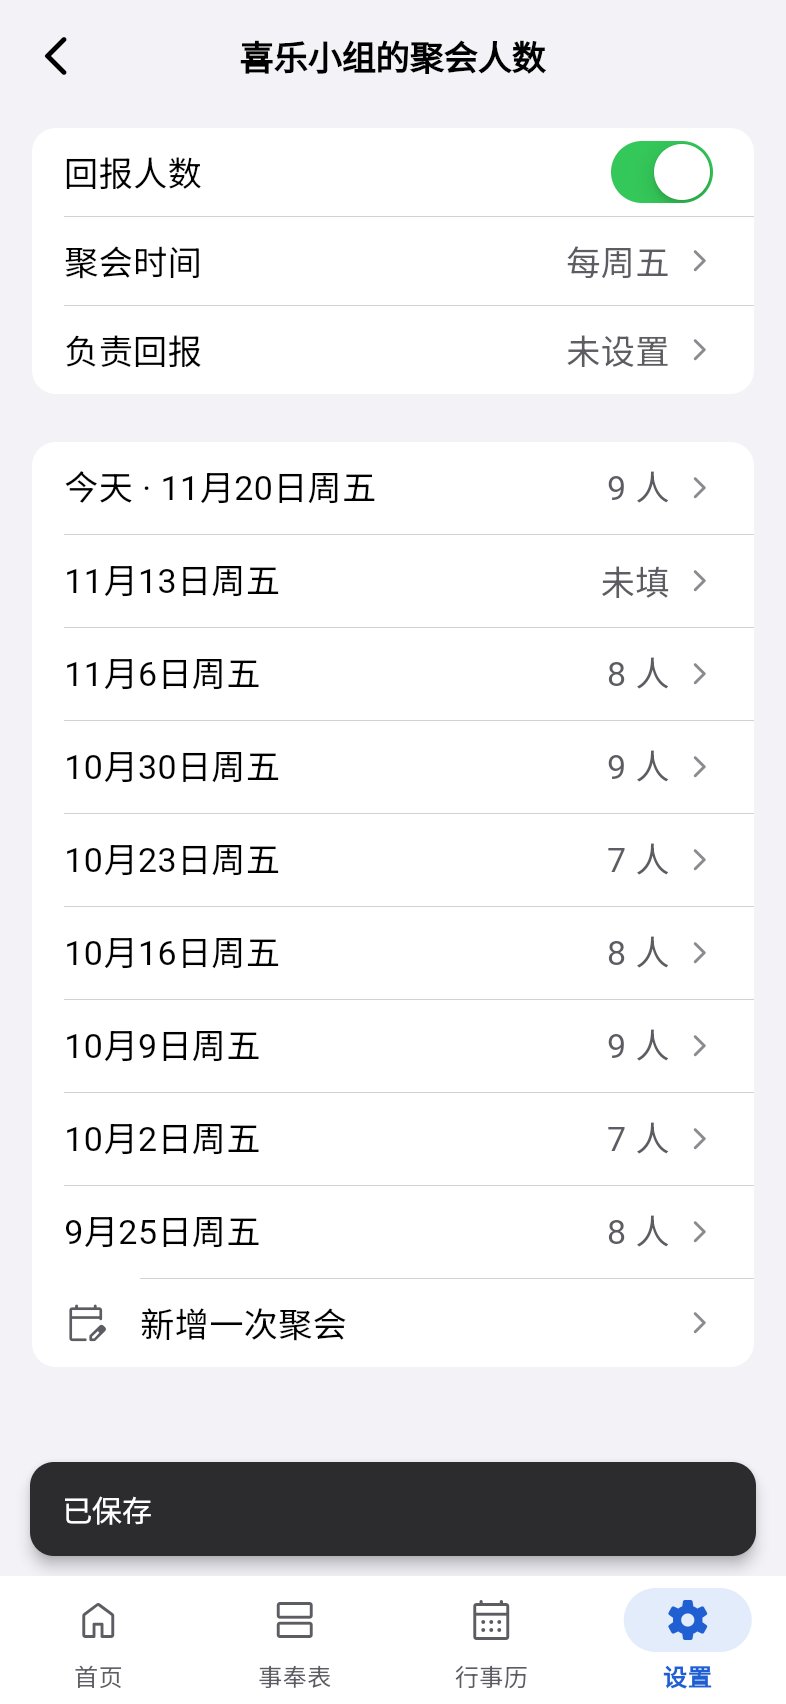 喜乐小组的聚会人数
回报人数
聚会时间 每周五
负责回报 未设置
今天 · 11月20日周五 9 人
11月13日周五 未填
11月6日周五 8 人
10月30日周五 9 人
10月23日周五 7 人
10月16日周五 8 人
10月9日周五 9 人
10月2日周五 7 人
9月25日周五 8 人
新增一次聚会
已保存
首页 事奉表 行事历 设置